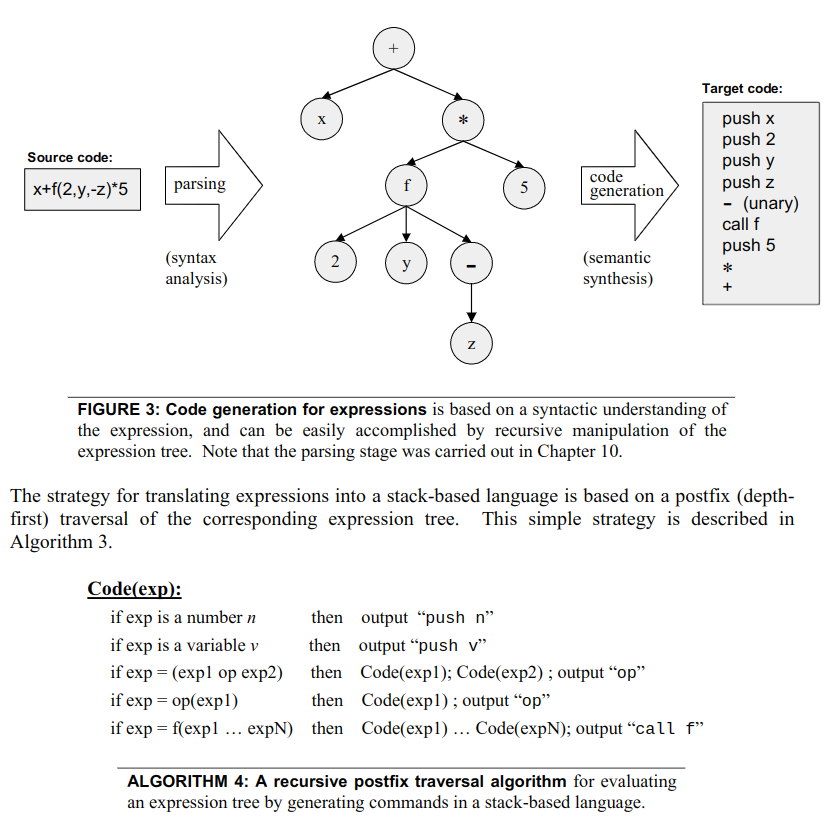 +
Target code:
x
*
push x
push 2
Source code:
push y
x+f(2,y,-z)*5
parsing
f
5
code
generation
push z
- (unary)
call f
push 5
(syntax
analysis)
2
y
-
(semantic
synthesis)
*
+
z
FIGURE 3: Code generation for expressions is based on a syntactic understanding of
the expression, and can be easily accomplished by recursive manipulation of the
expression tree. Note that the parsing stage was carried out in Chapter 10.
The strategy for translating expressions into a stack-based language is based on a postfix (depth-
first) traversal of the corresponding expression tree. This simple strategy is described in
Algorithm 3.
Code(exp):
if exp is a number n then output “push n”
if exp is a variable v then output “push v”
if exp = (exp1 op exp2) then Code(exp1); Code(exp2) ; output “op”
if exp = op(exp1) then Code(exp1) ; output “op”
if exp = f(exp1 … expN) then Code(exp1) … Code(expN); output “call f”
ALGORITHM 4: A recursive postfix traversal algorithm for evaluating
an expression tree by generating commands in a stack-based language.